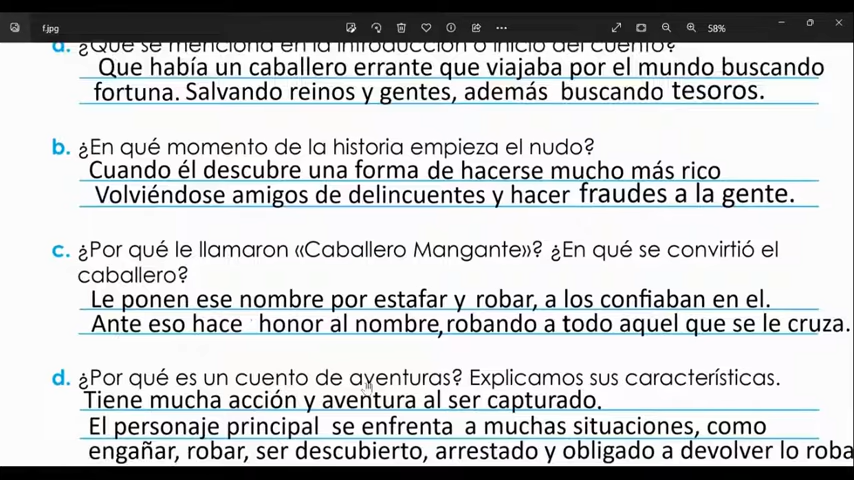 f.jpg
58%
a. ¿Qué se menciona en la introducción o inicio del cuento?
Que había un caballero errante que viajaba por el mundo buscando
fortuna. Salvando reinos y gentes, además buscando tesoros.
b. ¿En qué momento de la historia empieza el nudo?
Cuando él descubre una forma de hacerse mucho más rico
Volviéndose amigos de delincuentes y hacer fraudes a la gente.
c. ¿Por qué le llamaron «Caballero Mangante»? ¿En qué se convirtió el
caballero?
Le ponen ese nombre por estafar y robar, a los confiaban en el.
Ante eso hace honor al nombre, robando a todo aquel que se le cruza.
d. ¿Por qué es un cuento de aventuras? Explicamos sus características.
Tiene mucha acción y aventura al ser capturado.
El personaje principal se enfrenta a muchas situaciones, como
engañar, robar, ser descubierto, arrestado y obligado a devolver lo roba